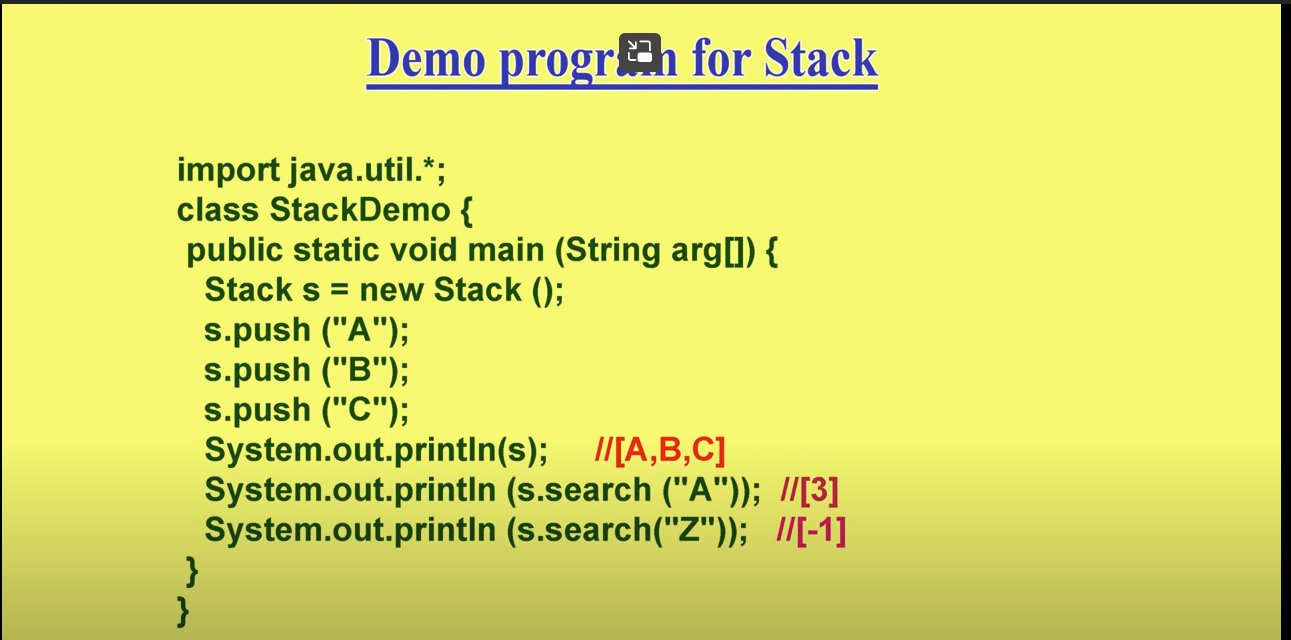 Demo program for Stack
import java.util.*;
class StackDemo {
public static void main (String arg[]) {
Stack s = new Stack ();
s.push ("A");
s.push ("B");
s.push ("C");
System.out.println(s); //[A,B,C]
System.out.println (s.search ("A")); //[3]
System.out.println (s.search("Z")); //[-1]
}
}